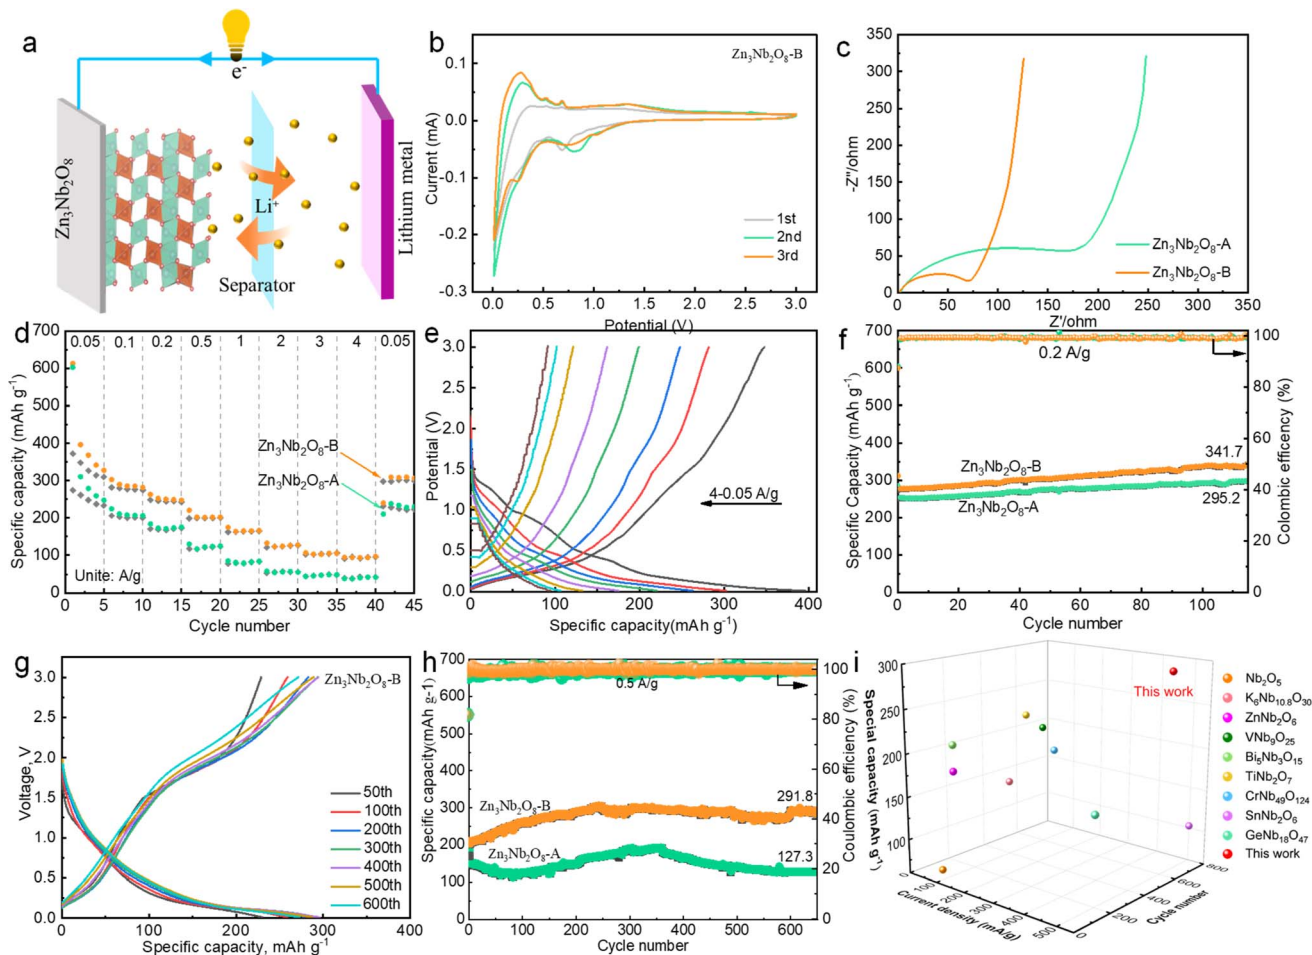 a
e⁻
Zn₃Nb₂O₈
Li⁺
Separator
Lithium metal
b
Zn₃Nb₂O₈-B
Current (mA)
0.1
0.0
-0.1
-0.2
-0.3
1st
2nd
3rd
0.0 0.5 1.0 1.5 2.0 2.5 3.0
Potential (V)
c
-Z''/ohm
-350
300
250
200
150
100
50
0
Zn₃Nb₂O₈-A
Zn₃Nb₂O₈-B
0 50 100 150 200 250 300 350
Z'/ohm
d
Specific capacity (mAh g⁻¹)
700
600
500
400
300
200
100
0
0.05 0.1 0.2 0.5 1 2 3 4 0.05
Zn₃Nb₂O₈-B
Zn₃Nb₂O₈-A
Unite: A/g
0 5 10 15 20 25 30 35 40 45
Cycle number
e
Potential (V)
3.0
2.5
2.0
1.5
1.0
0.5
0.0
4-0.05 A/g
0 100 200 300 400
Specific capacity(mAh g⁻¹)
f
Specific Capacity (mAh g⁻¹)
700
600
500
400
300
200
100
0
0.2 A/g
Zn₃Nb₂O₈-B
341.7
Zn₃Nb₂O₈-A
295.2
100
80
60
40
20
0
Colombic efficency (%)
0 20 40 60 80 100
Cycle number
g
Zn₃Nb₂O₈-B
Voltage, V
3.0
2.5
2.0
1.5
1.0
0.5
0.0
50th
100th
200th
300th
400th
500th
600th
0 100 200 300 400
Specific capacity, mAh g⁻¹
h
Specific capacity(mAh g⁻¹)
700
600
500
400
300
200
100
0
0.5 A/g
Zn₃Nb₂O₈-B
291.8
Zn₃Nb₂O₈-A
127.3
100
80
60
40
20
0
Coulombic efficiency (%)
0 100 200 300 400 500 600
Cycle number
i
Special capacity (mAh g⁻¹)
300
250
200
150
100
This work
0 100 200 300 400 500
Current density (mA/g)
0 200 400 600 800
Cycle number
Nb₂O₅
K₆Nb₁₀.₈O₃₀
ZnNb₂O₆
VNb₉O₂₅
Bi₅Nb₃O₁₅
TiNb₂O₇
CrNb₄₉O₁₂₄
SnNb₂O₆
GeNb₁₈O₄₇
This work